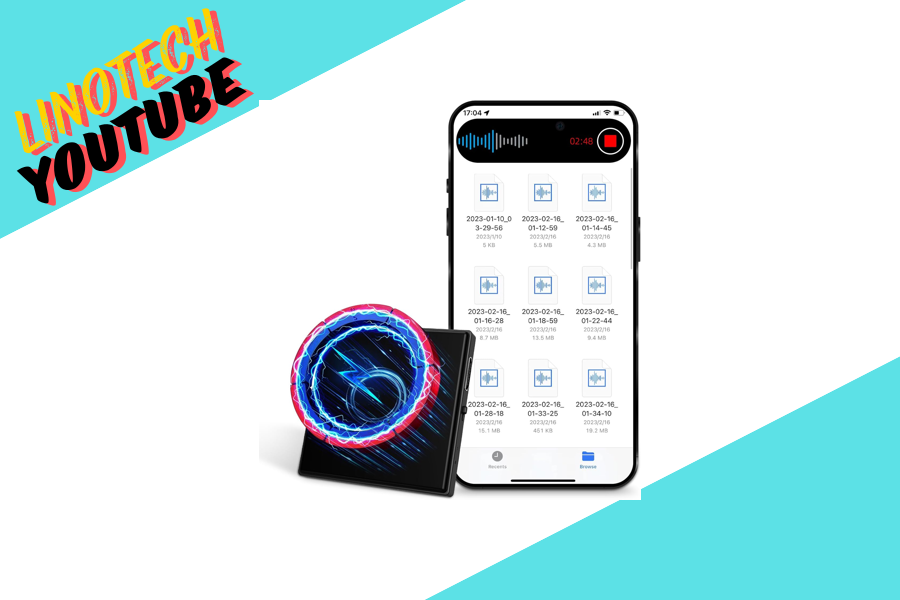 LINOTECH
YOUTUBE
17:04
02:48
2023-01-10_0
3-29-56
2023/1/10
0 KB
2023-02-16_
01-12-59
2023/2/16
5.9 MB
2023-02-16_
01-14-45
2023/2/16
4.3 MB
2023-02-16_
01-16-28
2023/2/16
8.7 MB
2023-02-16_
01-18-59
2023/2/16
13.5 MB
2023-02-16_
01-22-44
2023/2/16
9.4 MB
2023-02-16_
01-28-18
2023/2/16
15.1 MB
2023-02-16_
01-33-25
2023/2/16
451 KB
2023-02-16_
01-34-10
2023/2/16
19.2 MB
Recents
Browse